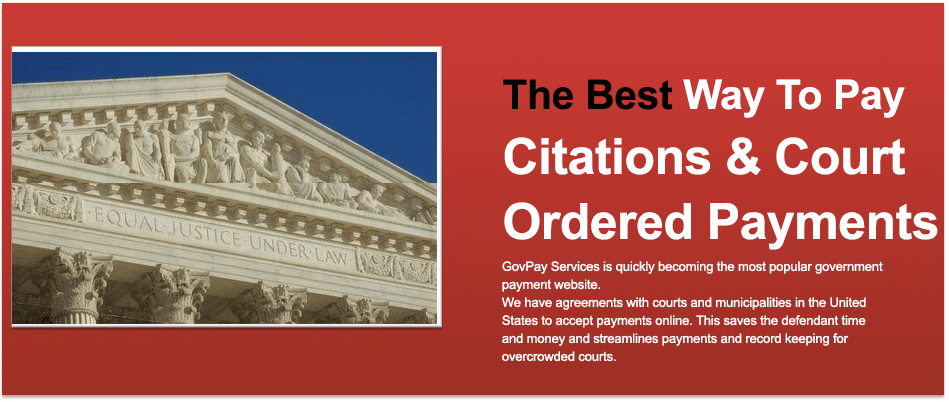 The Best Way To Pay
Citations & Court
Ordered Payments
GovPay Services is quickly becoming the most popular government
payment website.
We have agreements with courts and municipalities in the United
States to accept payments online. This saves the defendant time
and money and streamlines payments and record keeping for
overcrowded courts.
·EQUAL·JUSTICE·UNDER·LAW·